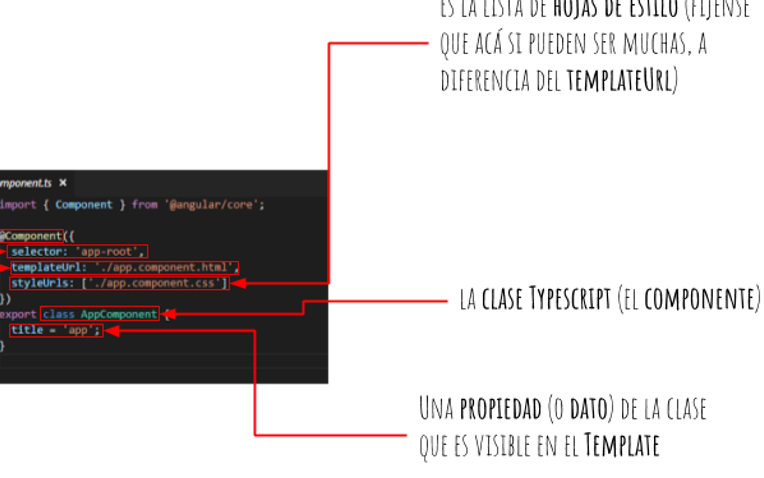 ES LA LISTA DE HOJAS DE ESTILO (FÍJENSE
QUE ACÁ SI PUEDEN SER MUCHAS, A
DIFERENCIA DEL TEMPLATEURL)
mponent.ts ×
import { Component } from '@angular/core';
@Component({
selector: 'app-root',
templateUrl: './app.component.html',
styleUrls: ['./app.component.css']
})
export class AppComponent {
title = 'app';
}
LA CLASE TYPESCRIPT (EL COMPONENTE)
UNA PROPIEDAD (O DATO) DE LA CLASE
QUE ES VISIBLE EN EL TEMPLATE